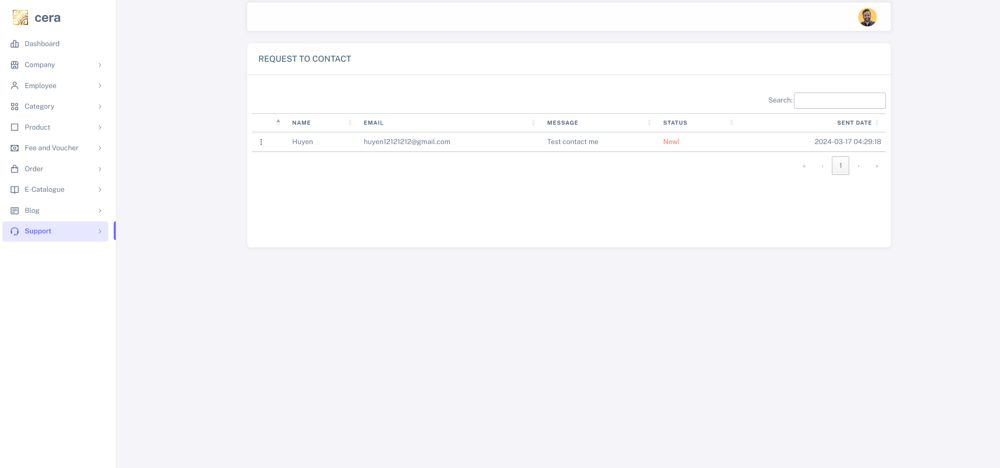 cera
Dashboard
Company
Employee
Category
Product
Fee and Voucher
Order
E-Catalogue
Blog
Support
REQUEST TO CONTACT
Search:
NAME EMAIL MESSAGE STATUS SENT DATE
Huyen huyen12121212@gmail.com Test contact me New! 2024-03-17 04:29:18
« ‹ 1 › »